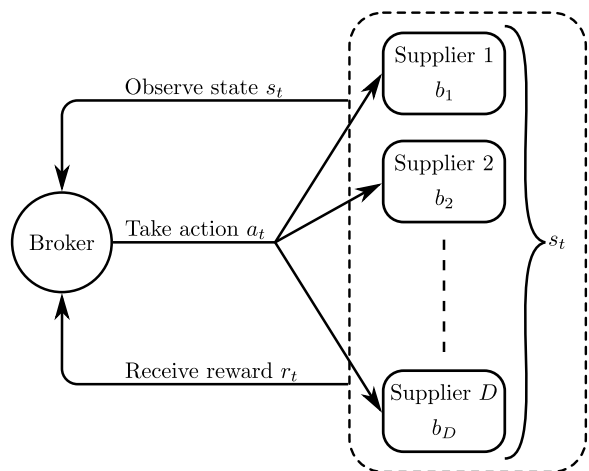 Supplier 1
b_1
Observe state s_t
Supplier 2
b_2
Broker
Take action a_t
s_t
Receive reward r_t
Supplier D
b_D